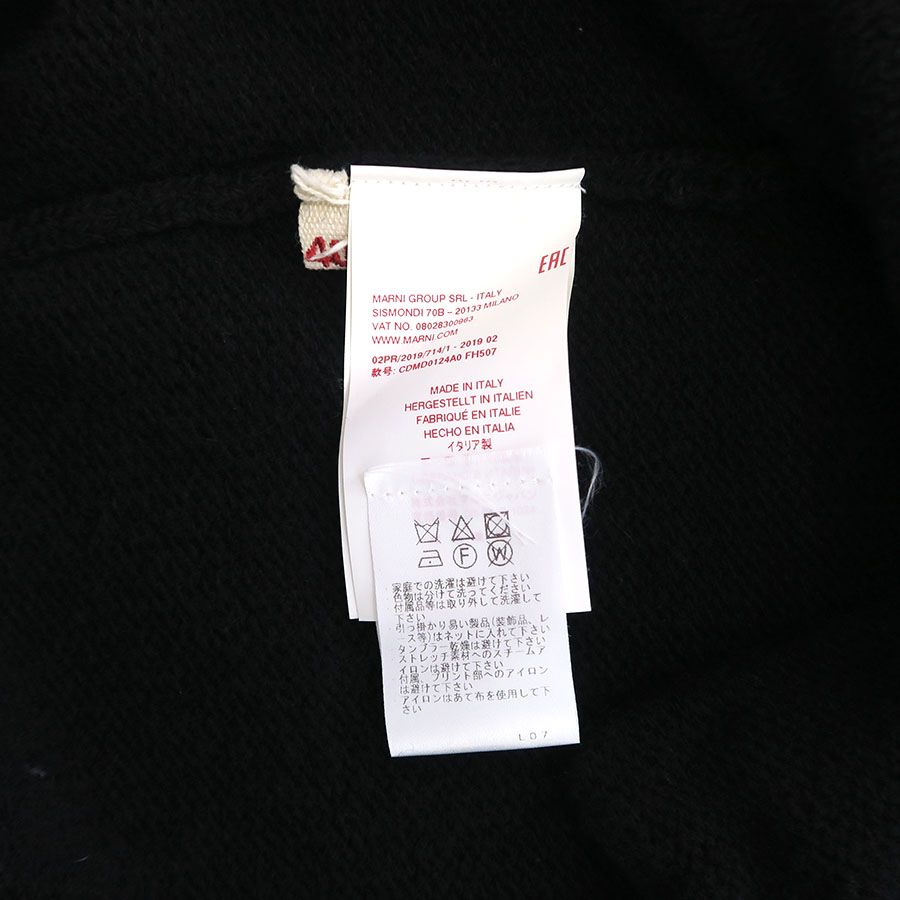 EAC
MARNI GROUP SRL - ITALY
SISMONDI 70B – 20133 MILANO
VAT NO. 08028300963
WWW.MARNI.COM
02PR/2019/714/1 - 2019 02
款号: CDMD0124A0 FH507
MADE IN ITALY
HERGESTELLT IN ITALIEN
FABRIQUÉ EN ITALIE
HECHO EN ITALIA
イタリア製
F
W
家庭での洗濯は避けて下さい
色物は分けて洗ってください
付属品等は取り外して洗濯して
下さい
引っ掛かり易い製品(装飾品、レ
ース等)はネットに入れて下さい
タンブラー乾燥は避けて下さい
ストレッチ素材へのスチームア
イロンは避けて下さい
付属、プリント部へのアイロン
は避けて下さい
アイロンはあて布を使用して下
さい
L07